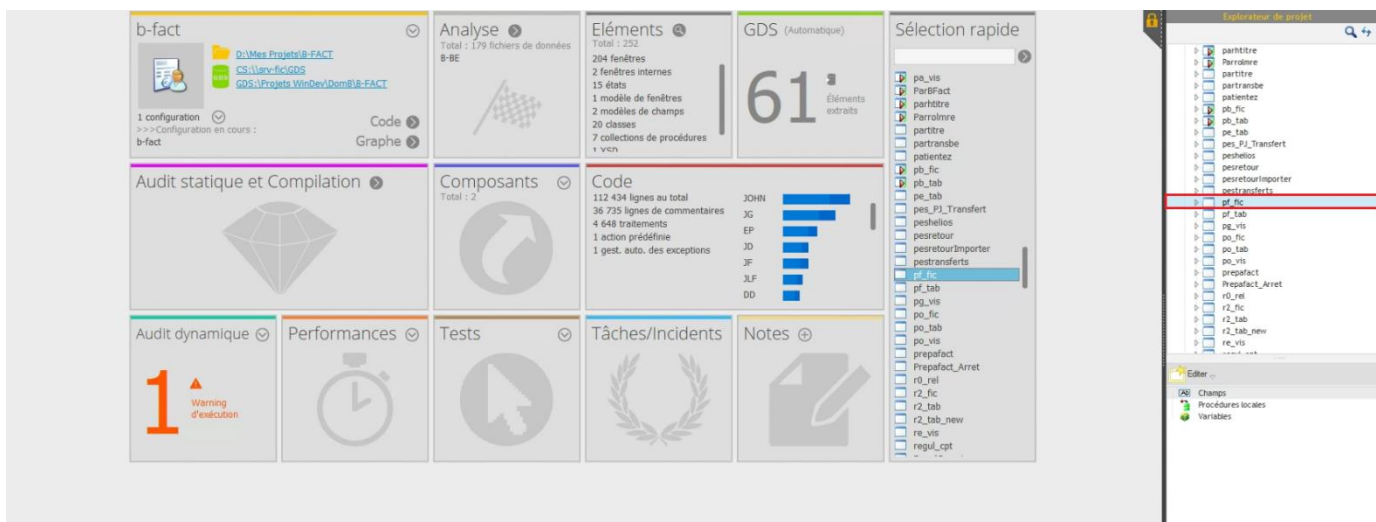 b-fact
D:\Mes Projets\B-FACT
CS:\\srv-fic\GDS
GDS:\Projets WinDev\DomB\B-FACT
1 configuration
>>>Configuration en cours :
b-fact
Code
Graphe
Analyse
Total : 179 fichiers de données
B-BE
Eléments
Total : 252
204 fenêtres
2 fenêtres internes
15 états
1 modèle de fenêtres
2 modèles de champs
20 classes
7 collections de procédures
1 XSD
GDS (Automatique)
61
Éléments
extraits
Audit statique et Compilation
Composants
Total : 2
Code
112 434 lignes au total
36 735 lignes de commentaires
4 648 traitements
1 action prédéfinie
1 gest. auto. des exceptions
JOHN
JG
EP
JD
JF
JLF
DD
Audit dynamique
1
Warning
d'exécution
Performances
Tests
Tâches/Incidents
Notes
Sélection rapide
pa_vis
ParBFact
parhtitre
ParroImre
partitre
partransbe
patientez
pb_fic
pb_tab
pe_tab
pes_PJ_Transfert
peshelios
pesretour
pesretourImporter
pestransferts
pf_fic
pf_tab
pg_vis
po_fic
po_tab
po_vis
prepafact
Prepafact_Arret
r0_rel
r2_fic
r2_tab
r2_tab_new
re_vis
regul_cpt
Explorateur de projet
parhtitre
ParroImre
partitre
partransbe
patientez
pb_fic
pb_tab
pe_tab
pes_PJ_Transfert
peshelios
pesretour
pesretourImporter
pestransferts
pf_fic
pf_tab
pg_vis
po_fic
po_tab
po_vis
prepafact
Prepafact_Arret
r0_rel
r2_fic
r2_tab
r2_tab_new
re_vis
Editer
Champs
Procédures locales
Variables